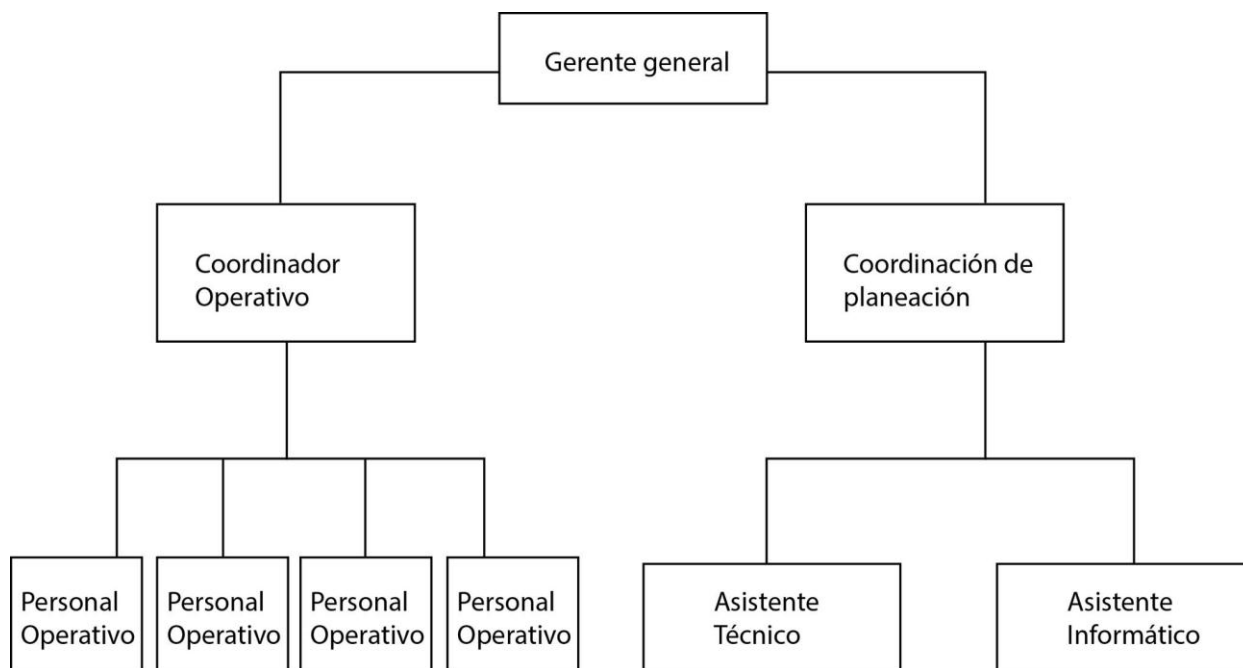 Gerente general
Coordinador
Operativo
Coordinación de
planeación
Personal
Operativo
Personal
Operativo
Personal
Operativo
Personal
Operativo
Asistente
Técnico
Asistente
Informático